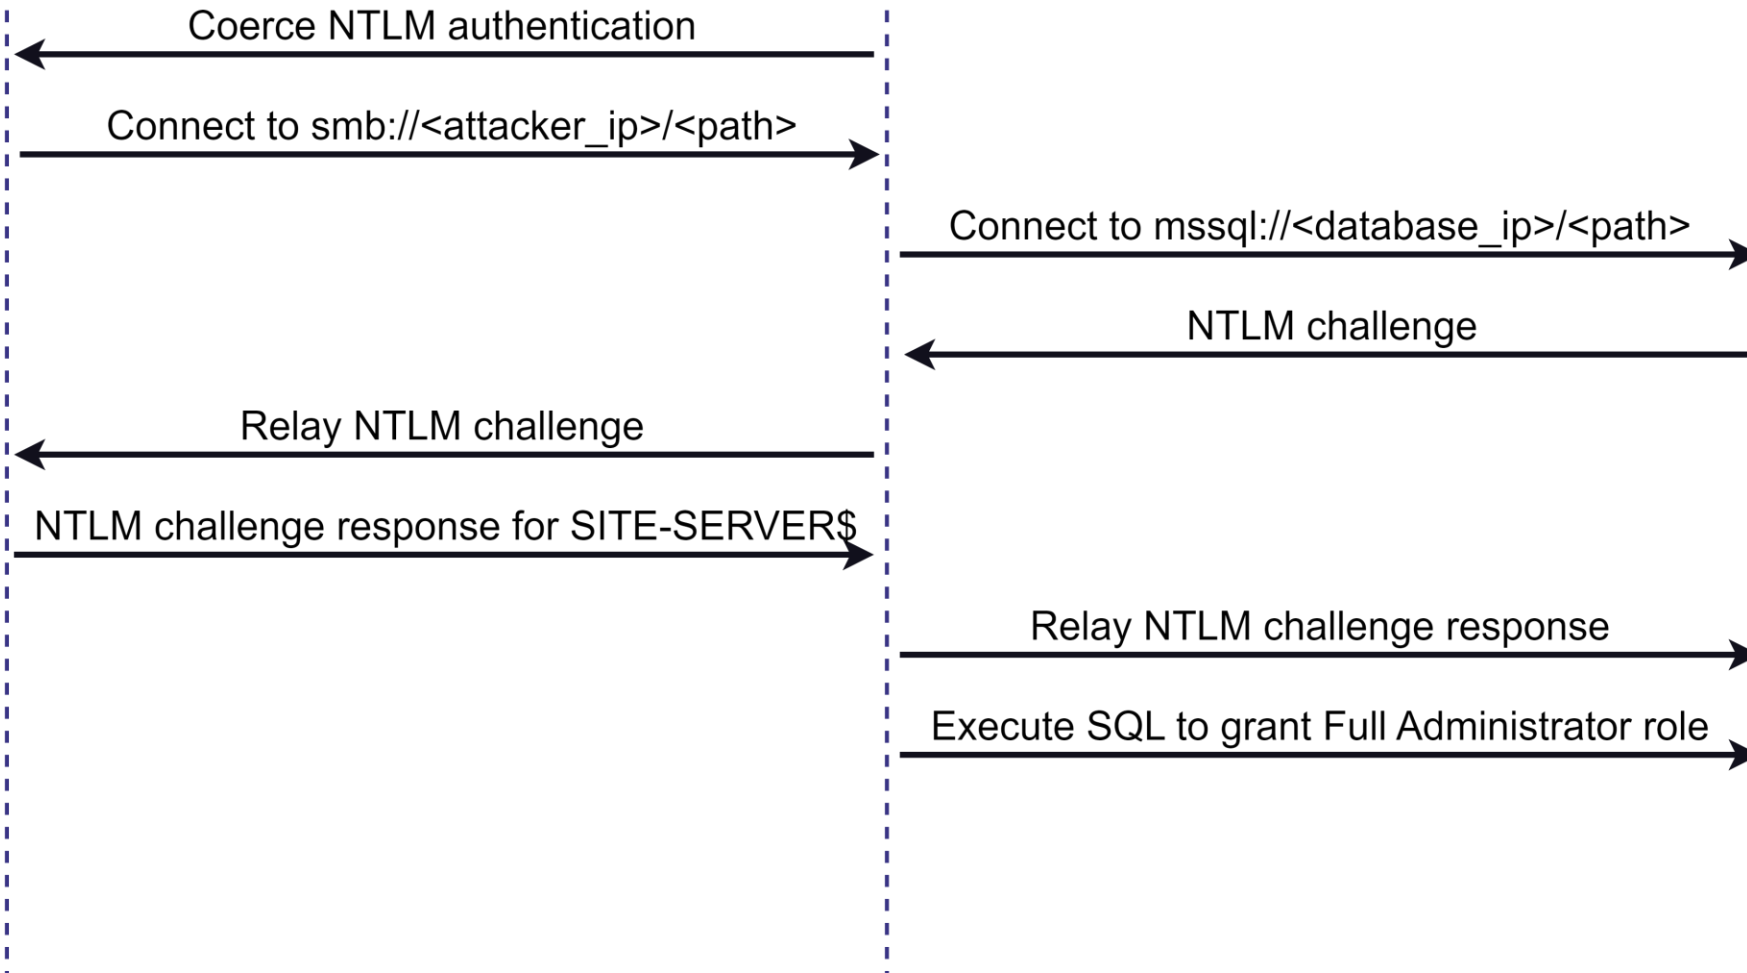 Coerce NTLM authentication
Connect to smb://<attacker_ip>/<path>
Connect to mssql://<database_ip>/<path>
NTLM challenge
Relay NTLM challenge
NTLM challenge response for SITE-SERVER$
Relay NTLM challenge response
Execute SQL to grant Full Administrator role